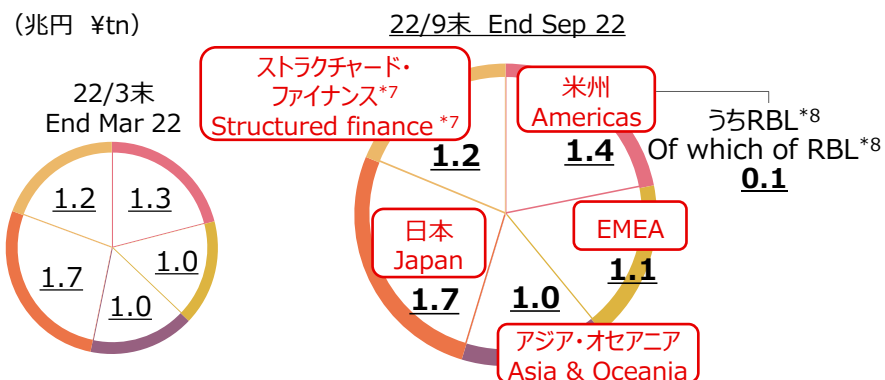 （兆円 ¥tn）
22/3末
End Mar 22
1.2
1.3
1.7
1.0
1.0
22/9末 End Sep 22
ストラクチャード・
ファイナンス*7
Structured finance *7
1.2
米州
Americas
1.4
うちRBL*8
Of which of RBL*8
0.1
日本
Japan
1.7
EMEA
1.1
1.0
アジア・オセアニア
Asia & Oceania